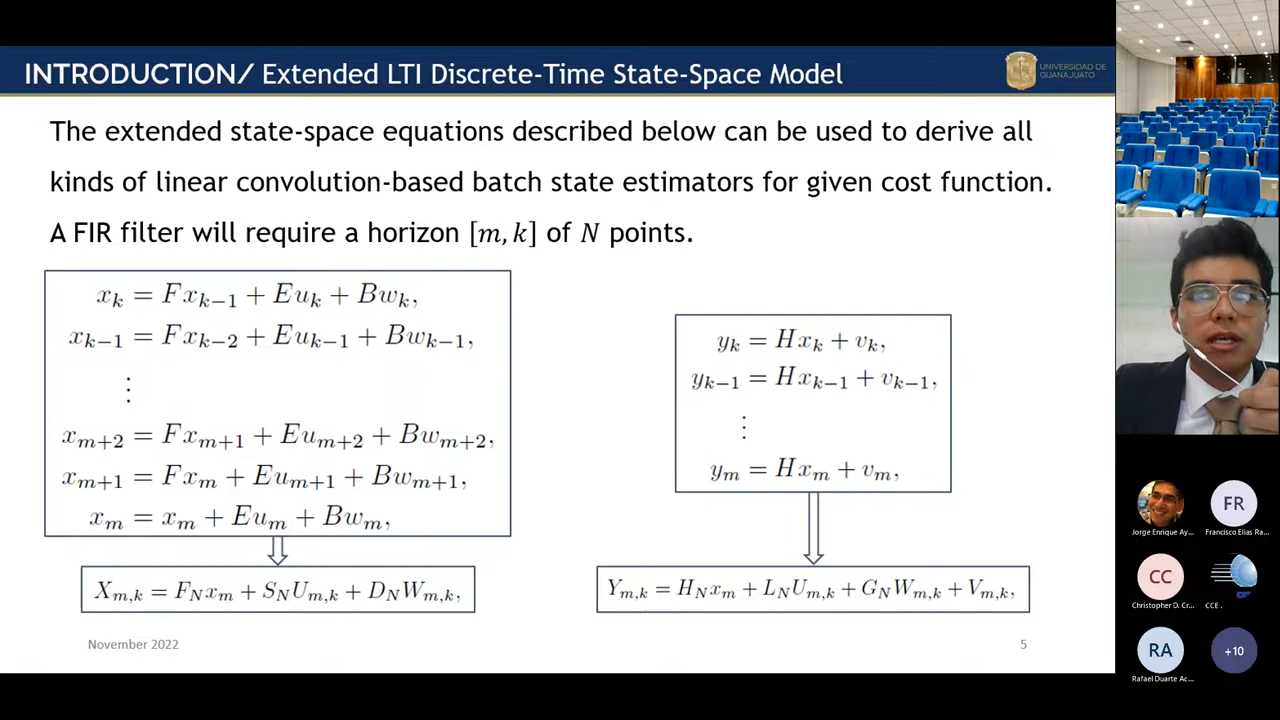 INTRODUCTION/ Extended LTI Discrete-Time State-Space Model
UNIVERSIDAD DE
GUANAJUATO
The extended state-space equations described below can be used to derive all
kinds of linear convolution-based batch state estimators for given cost function.
A FIR filter will require a horizon [m, k] of N points.
x_k = Fx_{k−1} + Eu_k + Bw_k,
x_{k−1} = Fx_{k−2} + Eu_{k−1} + Bw_{k−1},
⋮
x_{m+2} = Fx_{m+1} + Eu_{m+2} + Bw_{m+2},
x_{m+1} = Fx_m + Eu_{m+1} + Bw_{m+1},
x_m = x_m + Eu_m + Bw_m,
X_{m,k} = F_N x_m + S_N U_{m,k} + D_N W_{m,k},
y_k = Hx_k + v_k,
y_{k−1} = Hx_{k−1} + v_{k−1},
⋮
y_m = Hx_m + v_m,
Y_{m,k} = H_N x_m + L_N U_{m,k} + G_N W_{m,k} + V_{m,k},
November 2022
5
FR
Jorge Enrique Ay...
Francisco Elias Ra...
CC
Christopher D. Cr...
CCE .
RA
+10
Rafael Duarte Ac...